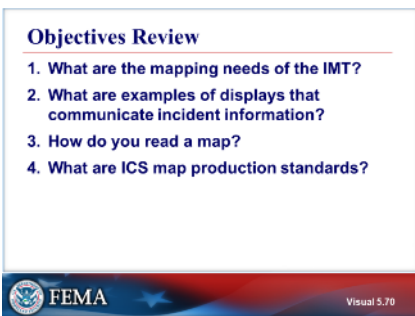 Objectives Review
1. What are the mapping needs of the IMT?
2. What are examples of displays that
communicate incident information?
3. How do you read a map?
4. What are ICS map production standards?
FEMA
Visual 5.70